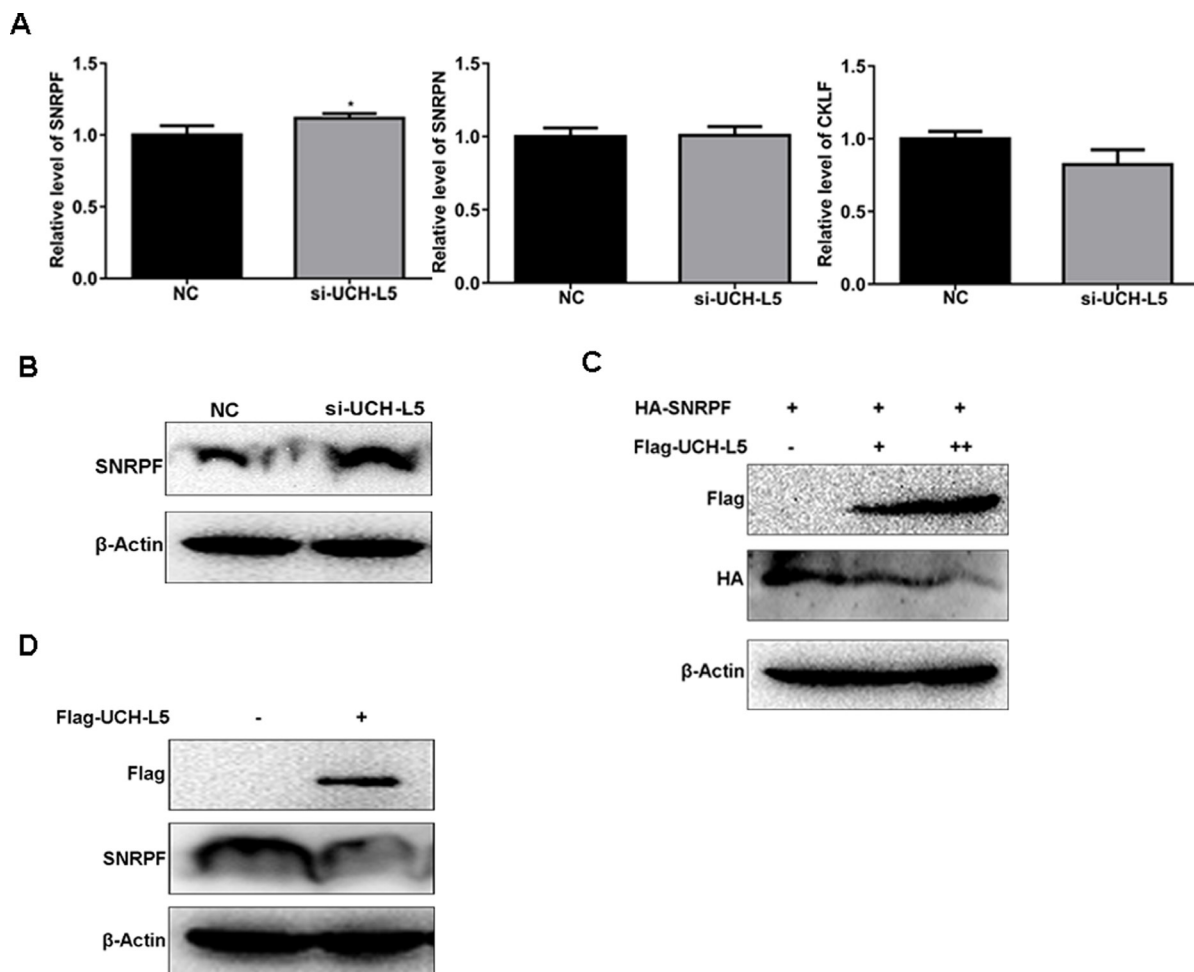 A
Relative level of SNRPF
1.5
1.0
0.5
0.0
*
NC
si-UCH-L5
Relative level of SNRPN
1.5
1.0
0.5
0.0
NC
si-UCH-L5
Relative level of CKLF
1.5
1.0
0.5
0.0
NC
si-UCH-L5
B
NC si-UCH-L5
SNRPF
β-Actin
C
HA-SNRPF + + +
Flag-UCH-L5 - + ++
Flag
HA
β-Actin
D
Flag-UCH-L5 - +
Flag
SNRPF
β-Actin